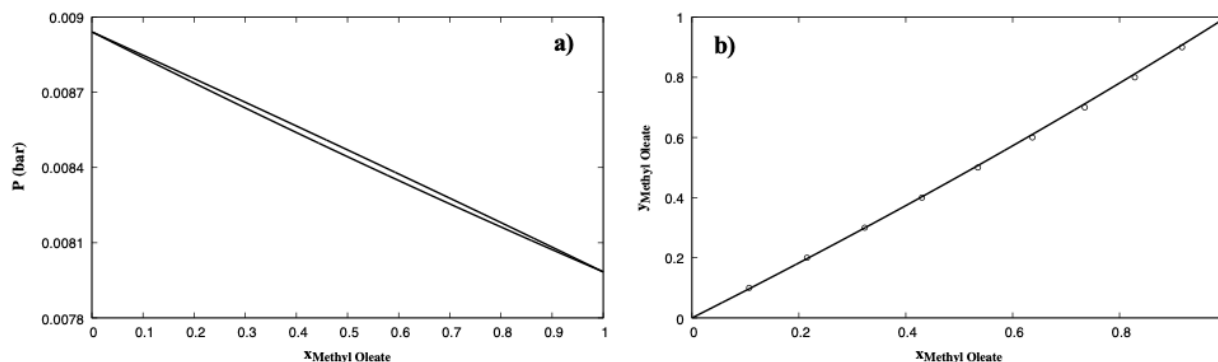 a)
0.009
0.0087
0.0084
0.0081
0.0078
P (bar)
0 0.1 0.2 0.3 0.4 0.5 0.6 0.7 0.8 0.9 1
xMethyl Oleate
b)
1
0.8
0.6
0.4
0.2
0
yMethyl Oleate
0 0.2 0.4 0.6 0.8
xMethyl Oleate